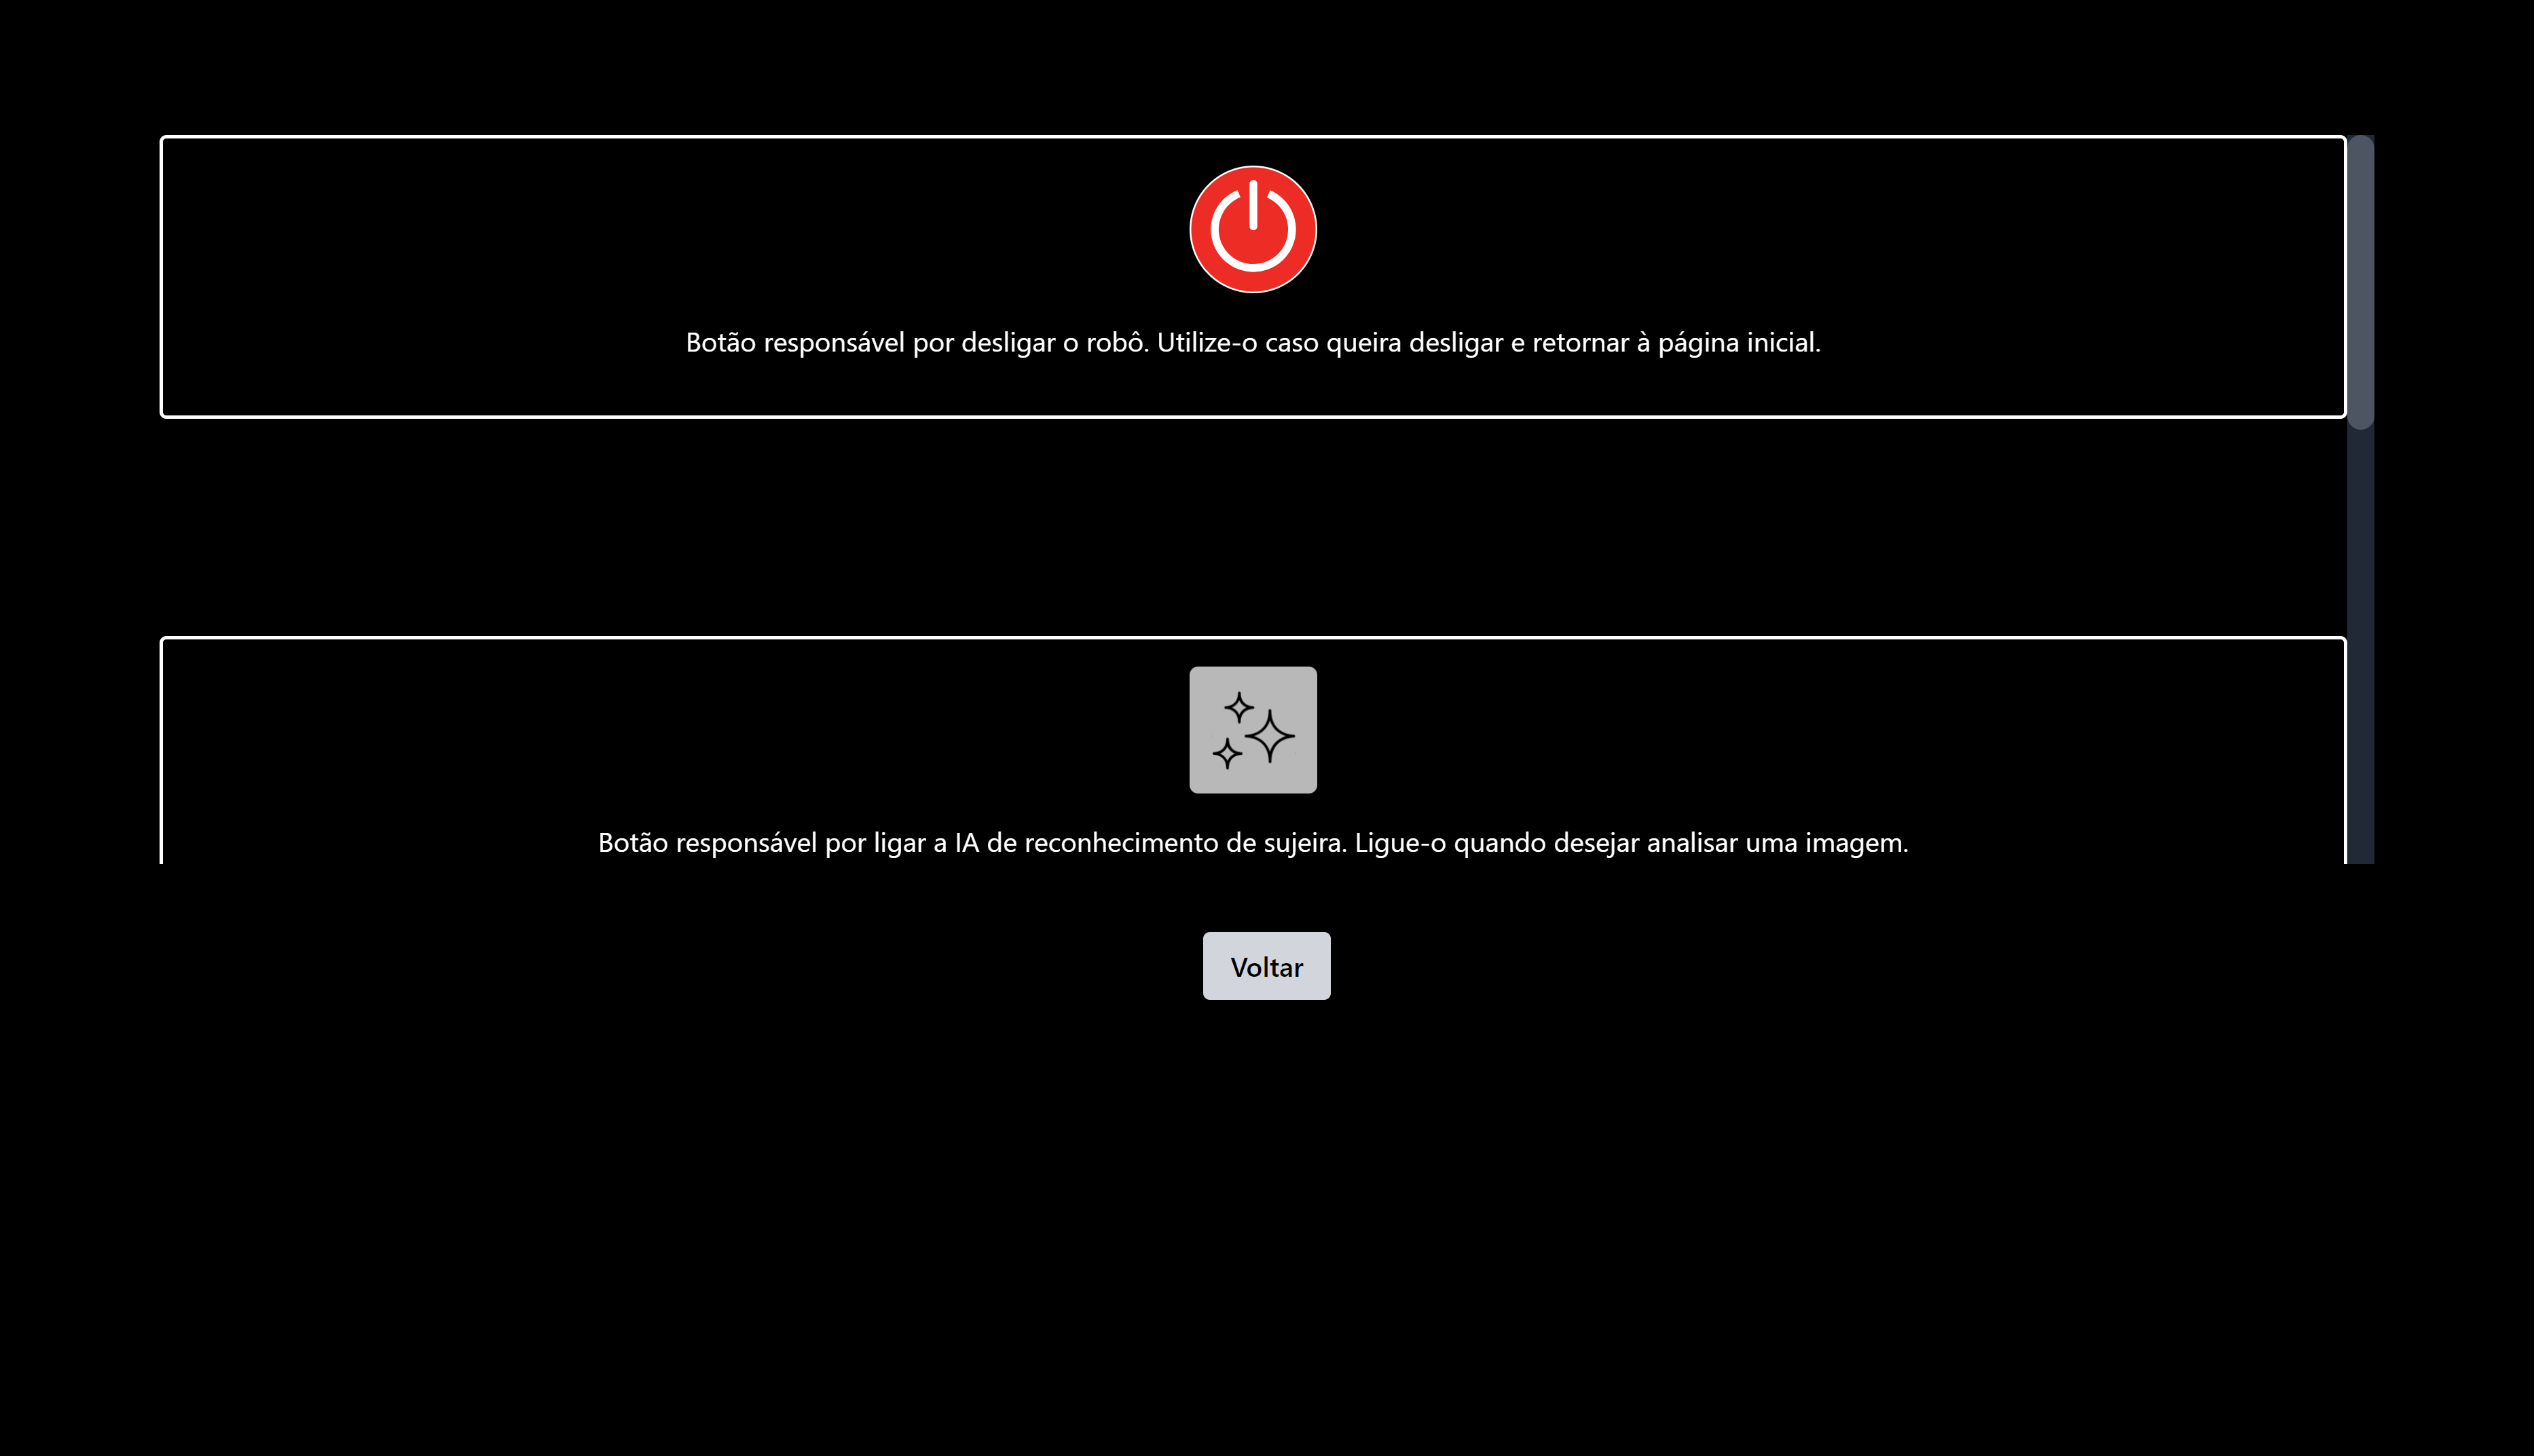 Botão responsável por desligar o robô. Utilize-o caso queira desligar e retornar à página inicial.
Botão responsável por ligar a IA de reconhecimento de sujeira. Ligue-o quando desejar analisar uma imagem.
Voltar